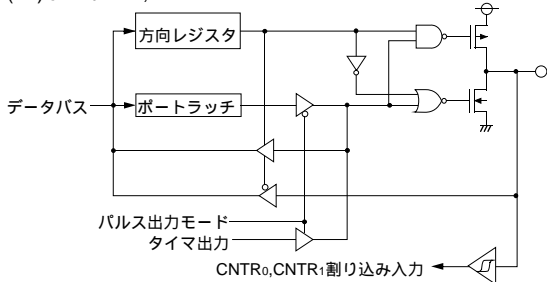 方向レジスタ
データバス
ポートラッチ
パルス出力モード
タイマ出力
CNTR0,CNTR1割り込み入力